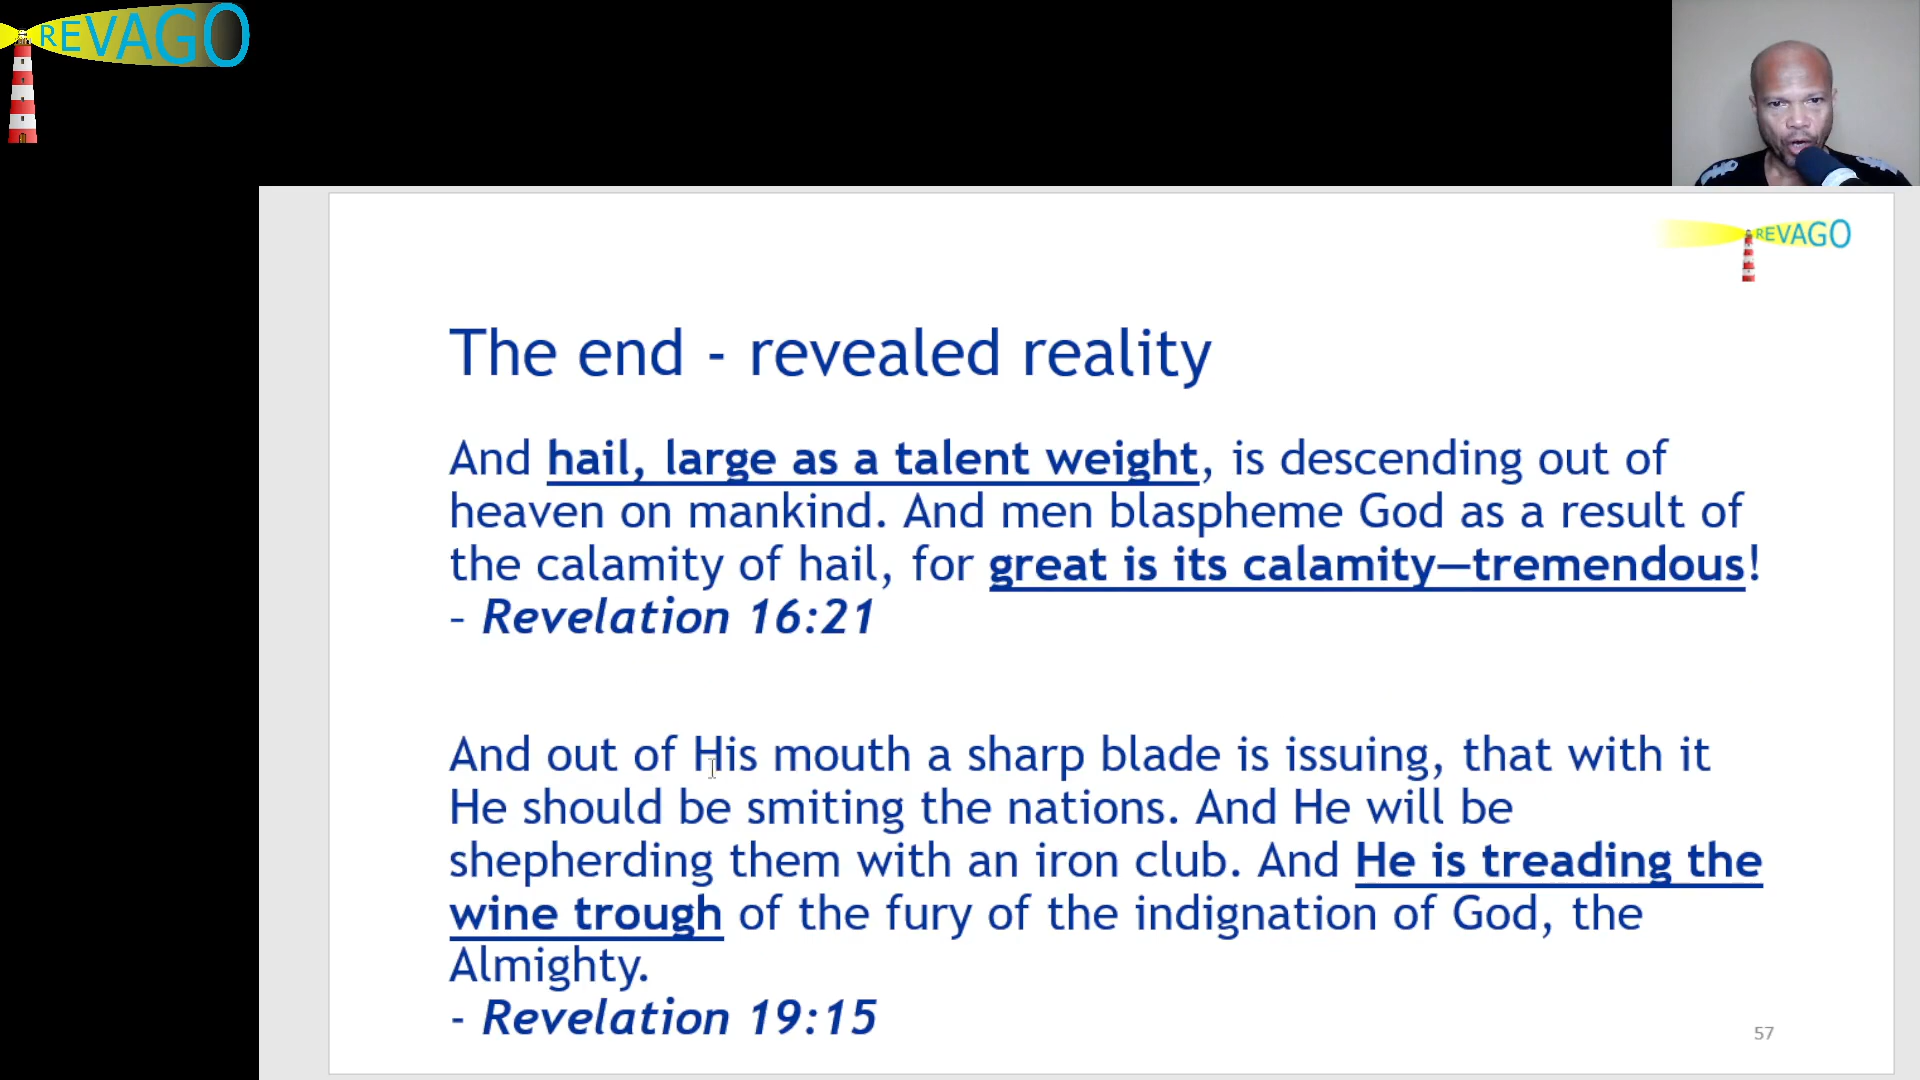 REVAGO
REVAGO
The end - revealed reality
And hail, large as a talent weight, is descending out of
heaven on mankind. And men blaspheme God as a result of
the calamity of hail, for great is its calamity—tremendous!
– Revelation 16:21
And out of His mouth a sharp blade is issuing, that with it
He should be smiting the nations. And He will be
shepherding them with an iron club. And He is treading the
wine trough of the fury of the indignation of God, the
Almighty.
- Revelation 19:15
57